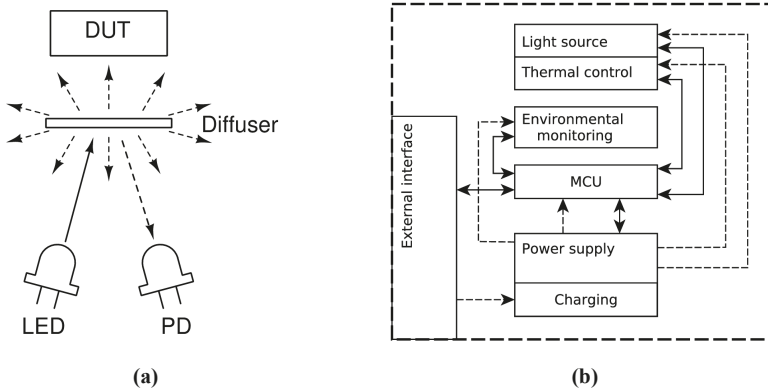 DUT
Diffuser
LED
PD
(a)
Light source
Thermal control
Environmental
monitoring
MCU
External interface
Power supply
Charging
(b)